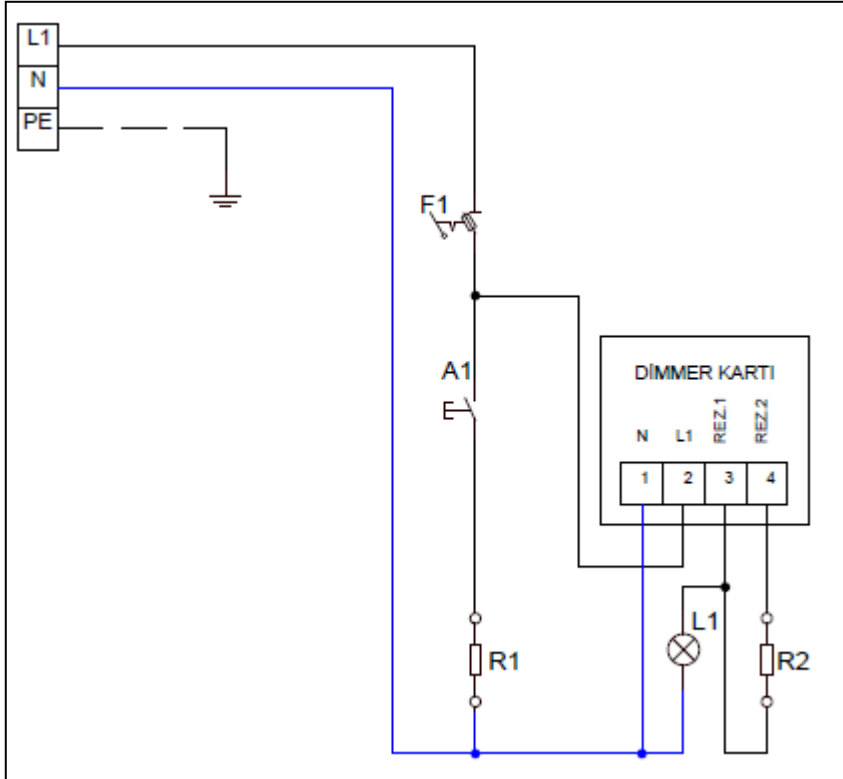 L1
N
PE
F1
A1
DİMMER KARTI
N L1 REZ.1 REZ.2
1 2 3 4
L1
R1
R2